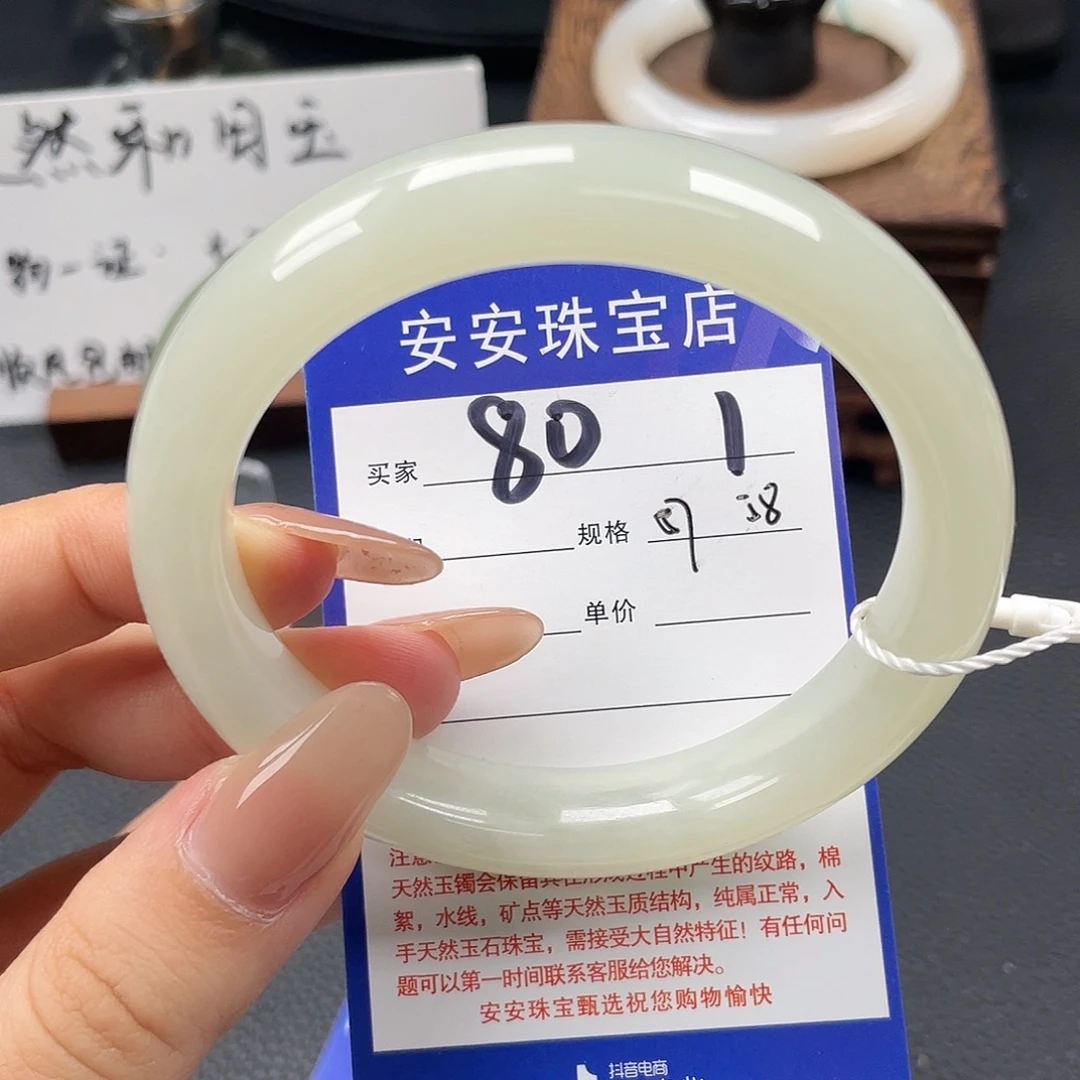 然和田玉
物一证
安安珠宝店
买家 80 1
规格 58
单价
天然玉镯会保留其在形成过程中产生的纹路，棉
絮，水线，矿点等天然玉质结构，纯属正常，入
手天然玉石珠宝，需接受大自然特征！有任何问
题可以第一时间联系客服给您解决。
安安珠宝甄选祝您购物愉快
抖音电商